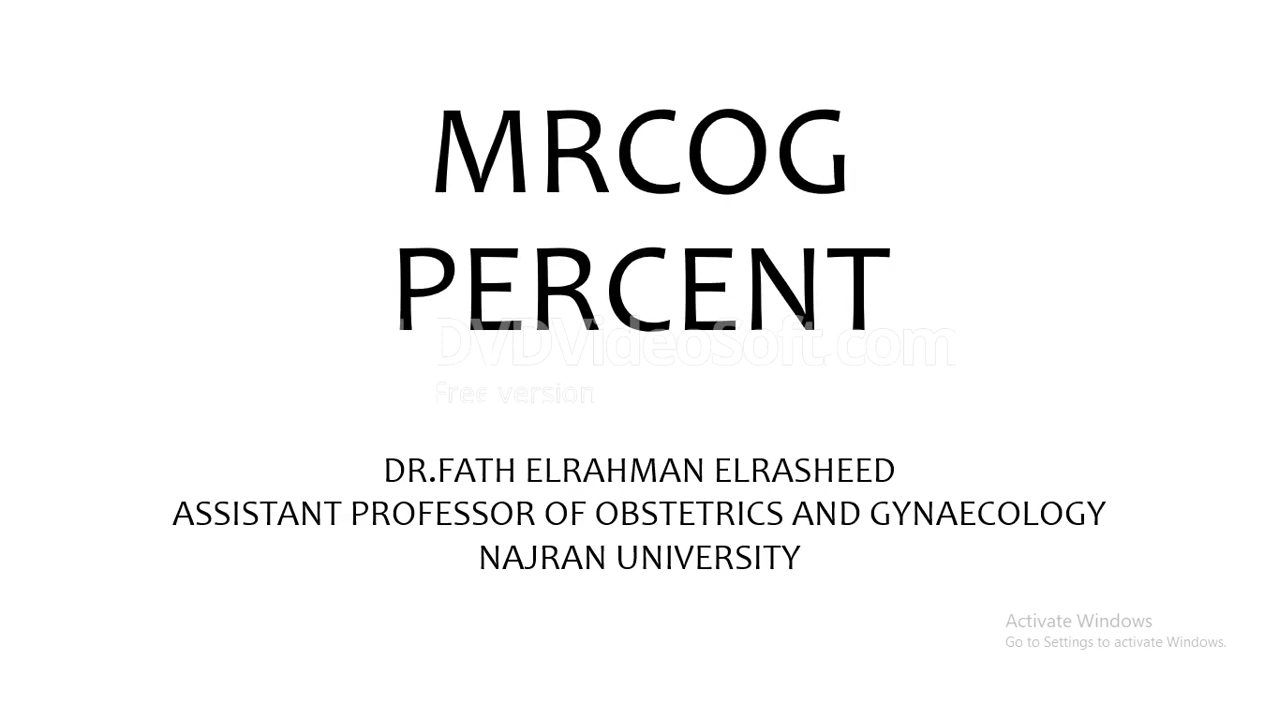 MRCOG
PERCENT
DVDVideoSoft.com
Free version
DR.FATH ELRAHMAN ELRASHEED
ASSISTANT PROFESSOR OF OBSTETRICS AND GYNAECOLOGY
NAJRAN UNIVERSITY
Activate Windows
Go to Settings to activate Windows.